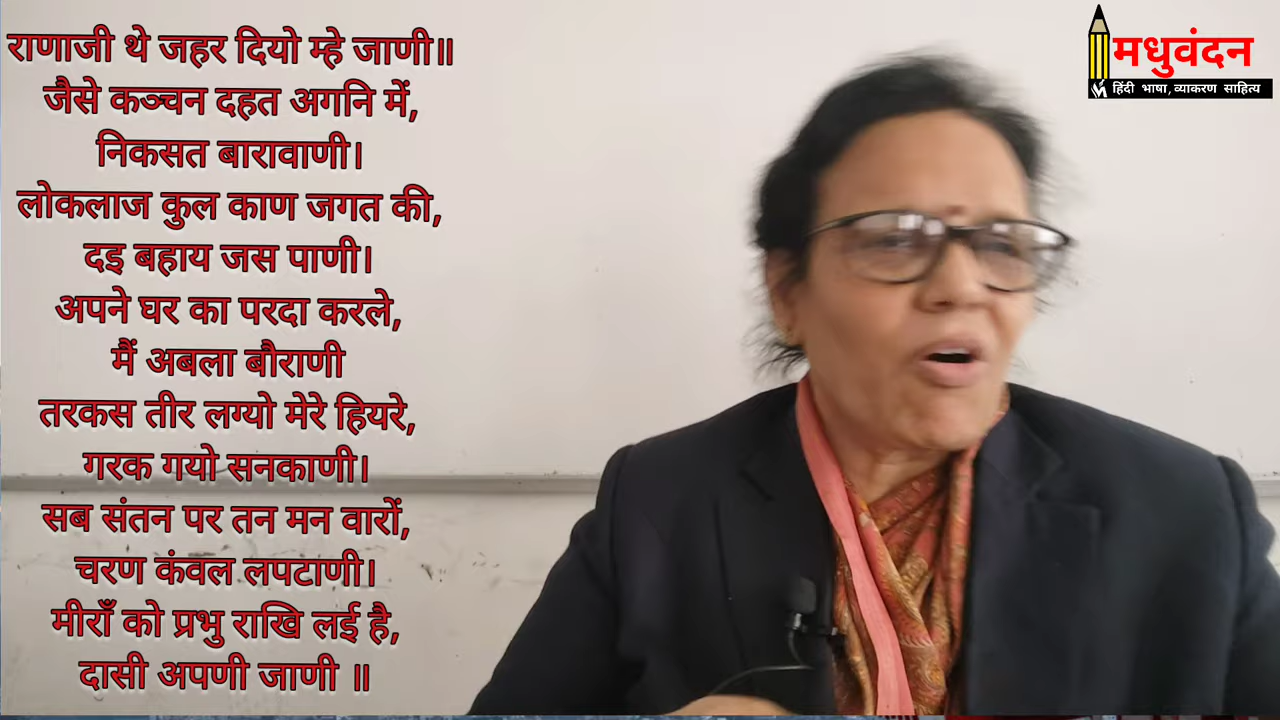 राणाजी थे जहर दियो म्हे जाणी॥
जैसे कञ्चन दहत अगनि में,
निकसत बारावाणी।
लोकलाज कुल काण जगत की,
दइ बहाय जस पाणी।
अपने घर का परदा करले,
मैं अबला बौराणी
तरकस तीर लग्यो मेरे हियरे,
गरक गयो सनकाणी।
सब संतन पर तन मन वारों,
चरण कंवल लपटाणी।
मीराँ को प्रभु राखि लई है,
दासी अपणी जाणी ॥
मधुवंदन
हिंदी भाषा, व्याकरण साहित्य